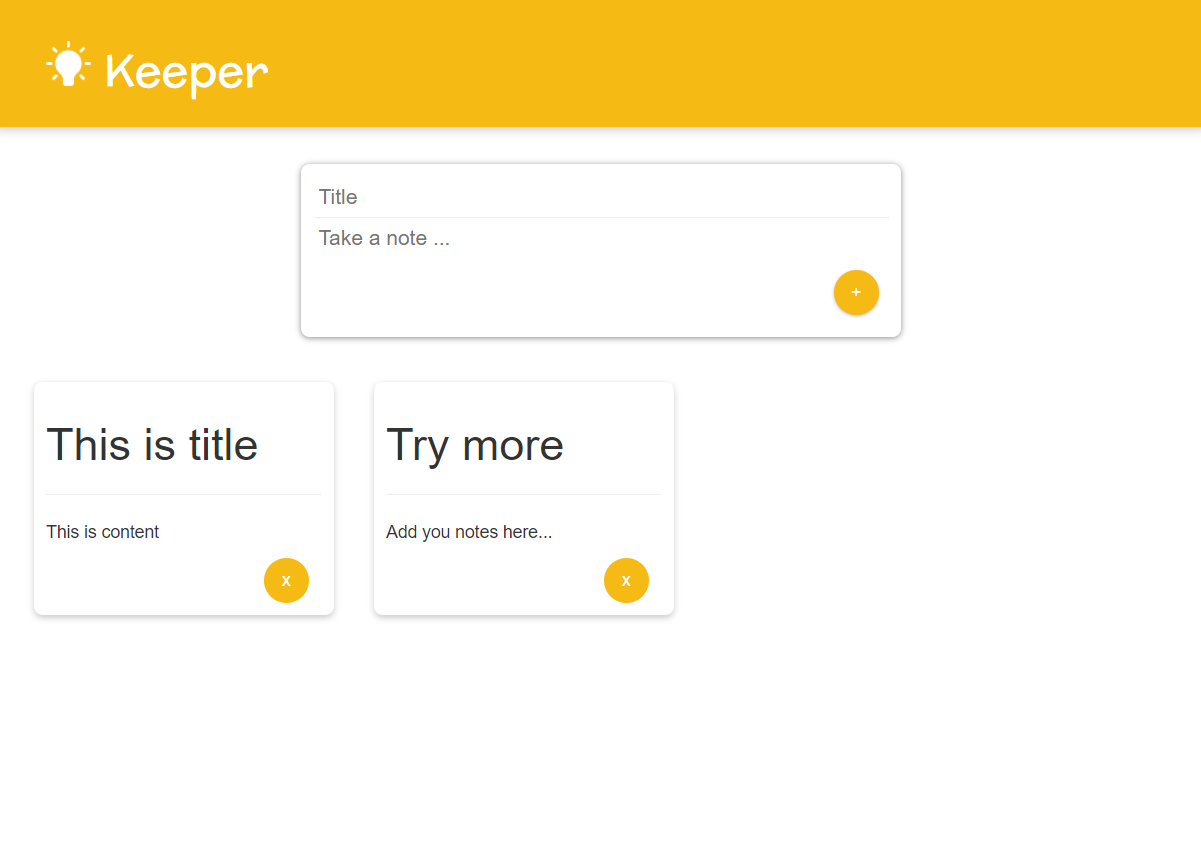 Keeper
Title
Take a note ...
+
This is title
This is content
x
Try more
Add you notes here...
x